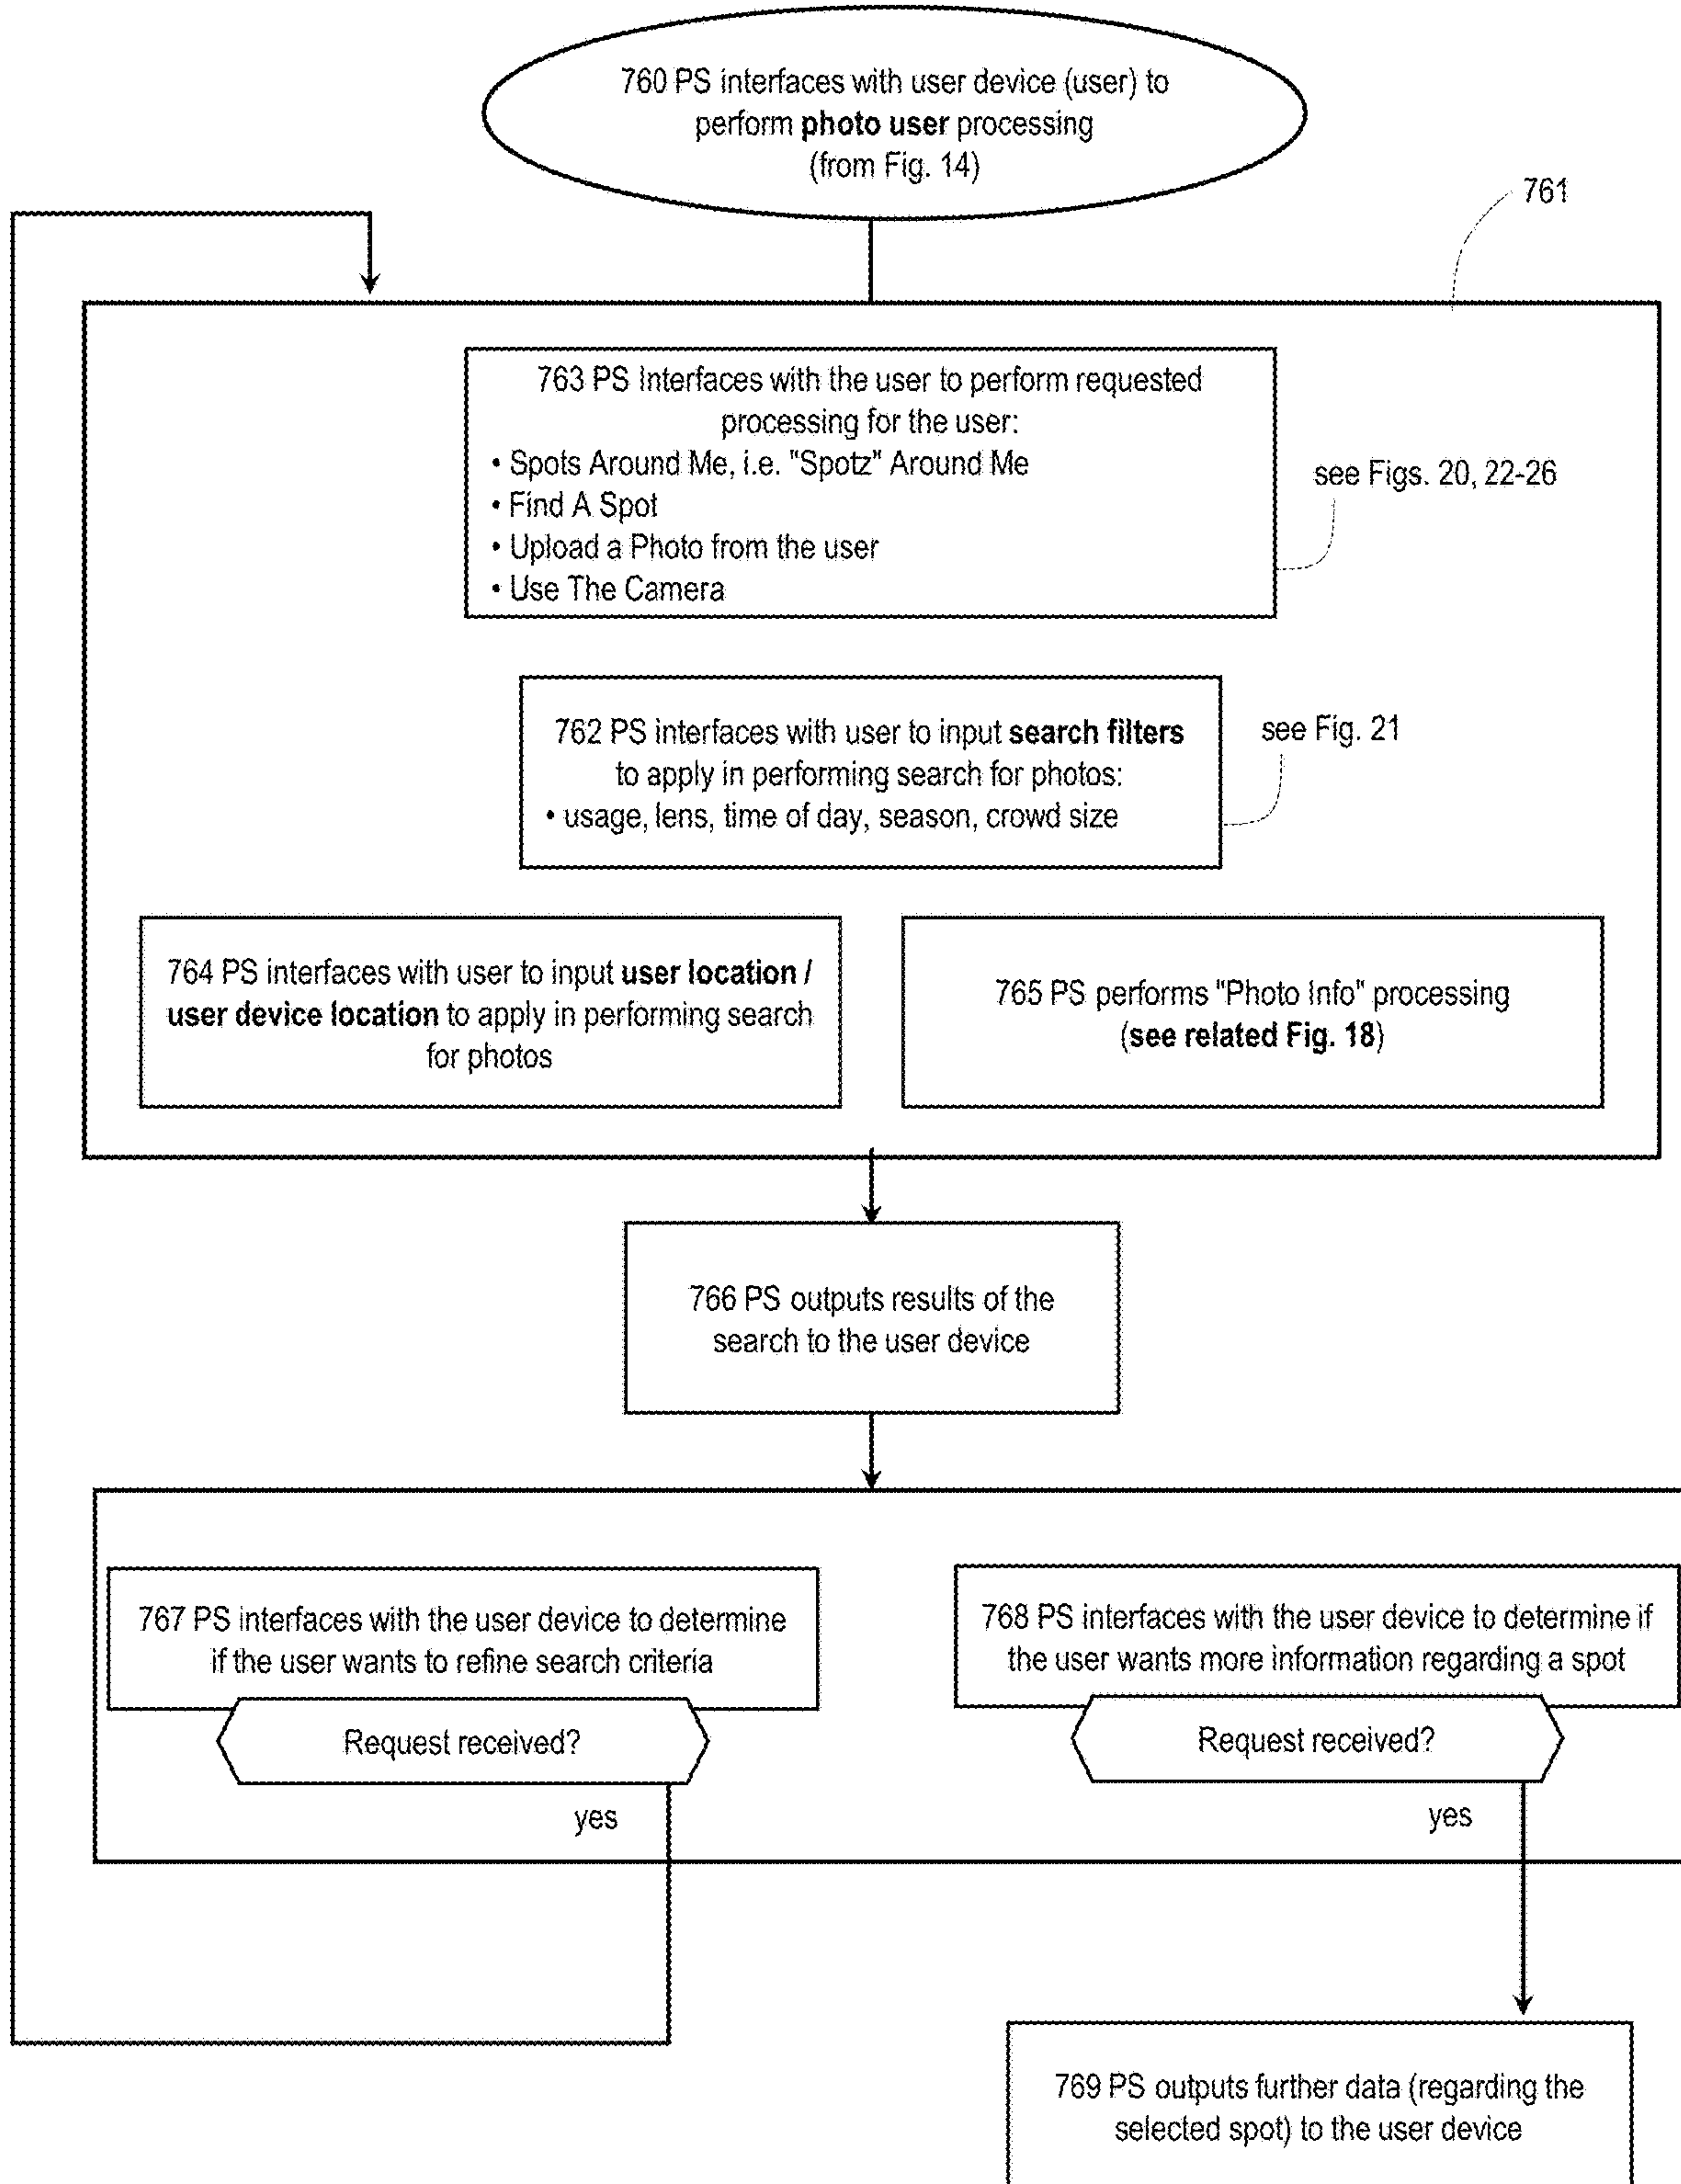 760 PS interfaces with user device (user) to
perform photo user processing
(from Fig. 14)
761
763 PS Interfaces with the user to perform requested
processing for the user:
• Spots Around Me, i.e. "Spotz" Around Me
• Find A Spot
• Upload a Photo from the user
• Use The Camera
see Figs. 20, 22-26
762 PS interfaces with user to input search filters
to apply in performing search for photos:
• usage, lens, time of day, season, crowd size
see Fig. 21
764 PS interfaces with user to input user location /
user device location to apply in performing search
for photos
765 PS performs "Photo Info" processing
(see related Fig. 18)
766 PS outputs results of the
search to the user device
767 PS interfaces with the user device to determine
if the user wants to refine search criteria
Request received?
yes
768 PS interfaces with the user device to determine if
the user wants more information regarding a spot
Request received?
yes
769 PS outputs further data (regarding the
selected spot) to the user device